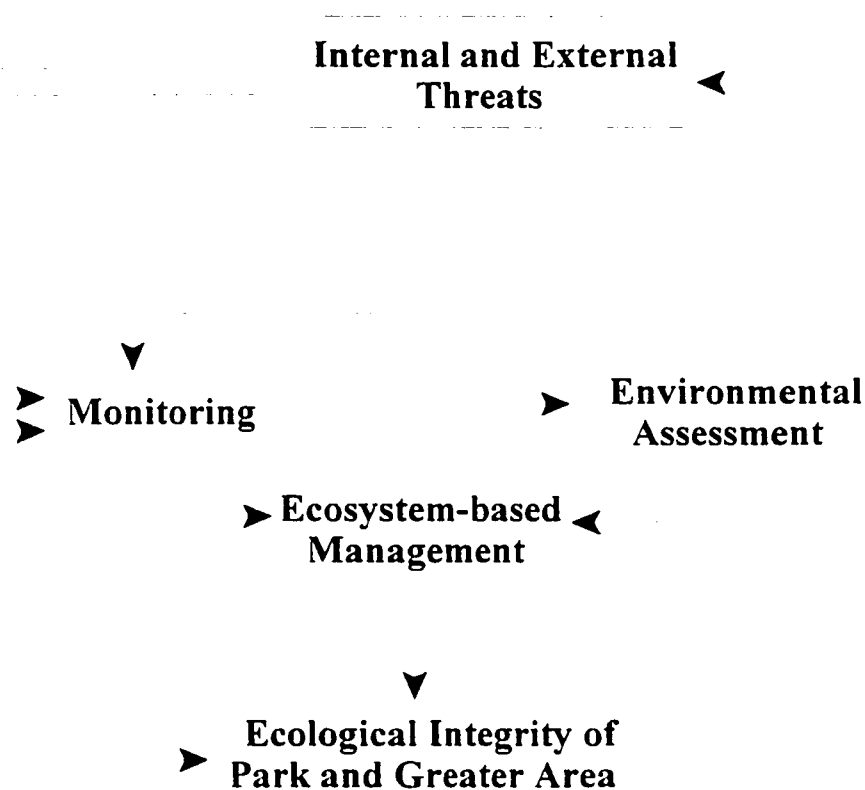 Internal and External
Threats
Monitoring
Environmental
Assessment
Ecosystem-based
Management
Ecological Integrity of
Park and Greater Area